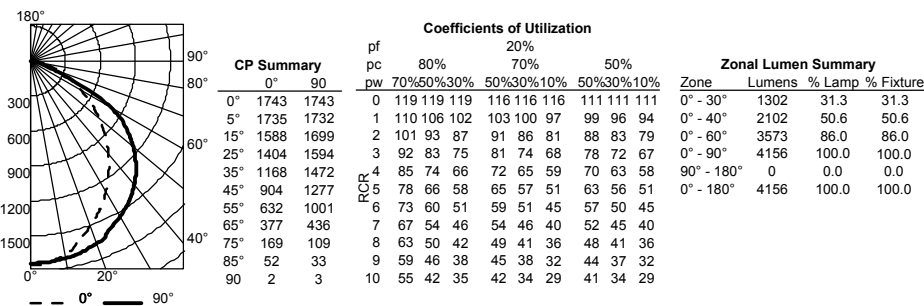 180°
90°
80°
300
60°
600
900
1200
1500
40°
0°
20°
0°
90°
CP Summary
0° 90
0° 1743 1743
5° 1735 1732
15° 1588 1699
25° 1404 1594
35° 1168 1472
45° 904 1277
55° 632 1001
65° 377 436
75° 169 109
85° 52 33
90 2 3
Coefficients of Utilization
pf 20%
pc 80% 70% 50%
pw 70%50%30% 50%30%10% 50%30%10%
RCR
0 119 119 119 116 116 116 111 111 111
1 110 106 102 103 100 97 99 96 94
2 101 93 87 91 86 81 88 83 79
3 92 83 75 81 74 68 78 72 67
4 85 74 66 72 65 59 70 63 58
5 78 66 58 65 57 51 63 56 51
6 73 60 51 59 51 45 57 50 45
7 67 54 46 54 46 40 52 45 40
8 63 50 42 49 41 36 48 41 36
9 59 46 38 45 38 32 44 37 32
10 55 42 35 42 34 29 41 34 29
Zonal Lumen Summary
Zone Lumens % Lamp % Fixture
0° - 30° 1302 31.3 31.3
0° - 40° 2102 50.6 50.6
0° - 60° 3573 86.0 86.0
0° - 90° 4156 100.0 100.0
90° - 180° 0 0.0 0.0
0° - 180° 4156 100.0 100.0